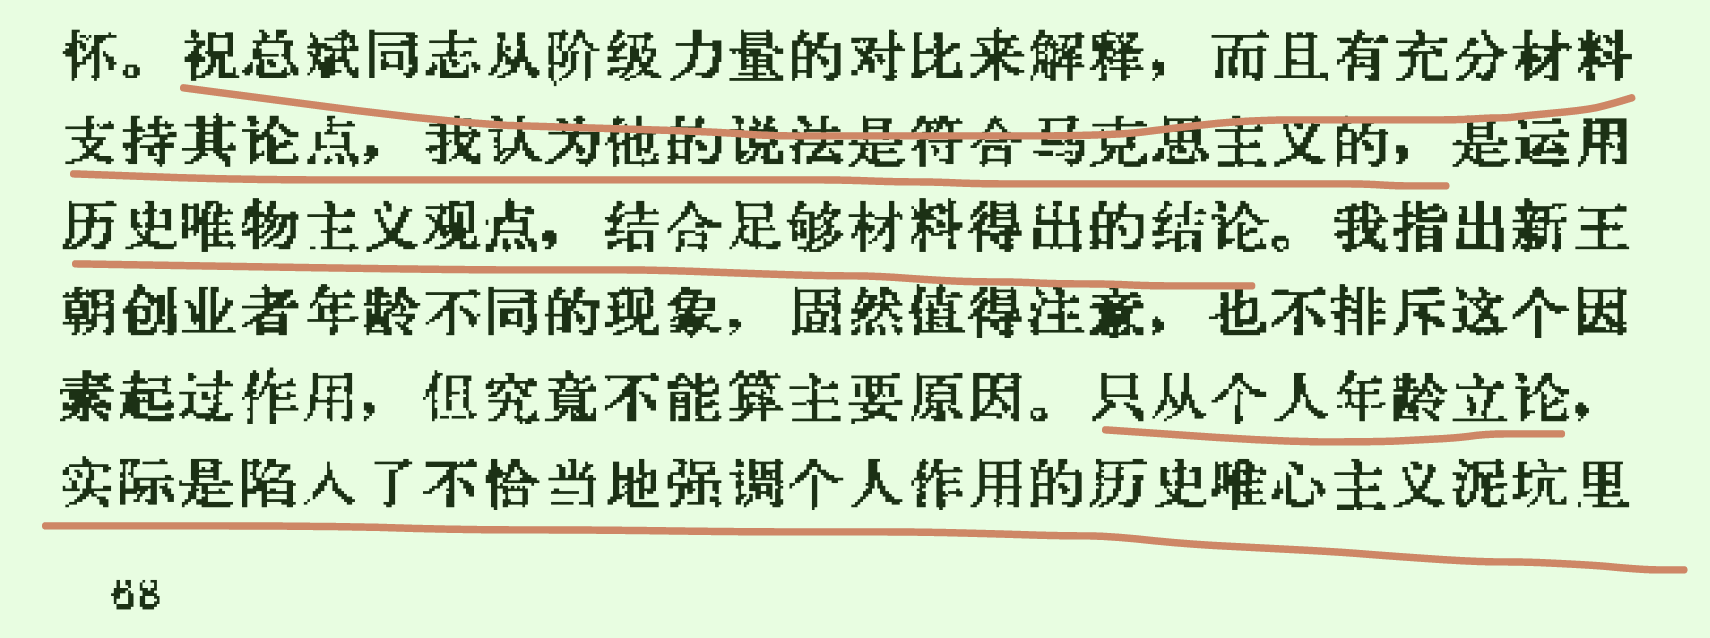 怀。祝总斌同志从阶级力量的对比来解释，而且有充分材料
支持其论点，我认为他的说法是符合马克思主义的，是运用
历史唯物主义观点，结合足够材料得出的结论。我指出新王
朝创业者年龄不同的现象，固然值得注意，也不排斥这个因
素起过作用，但究竟不能算主要原因。只从个人年龄立论，
实际是陷入了不恰当地强调个人作用的历史唯心主义泥坑里
68